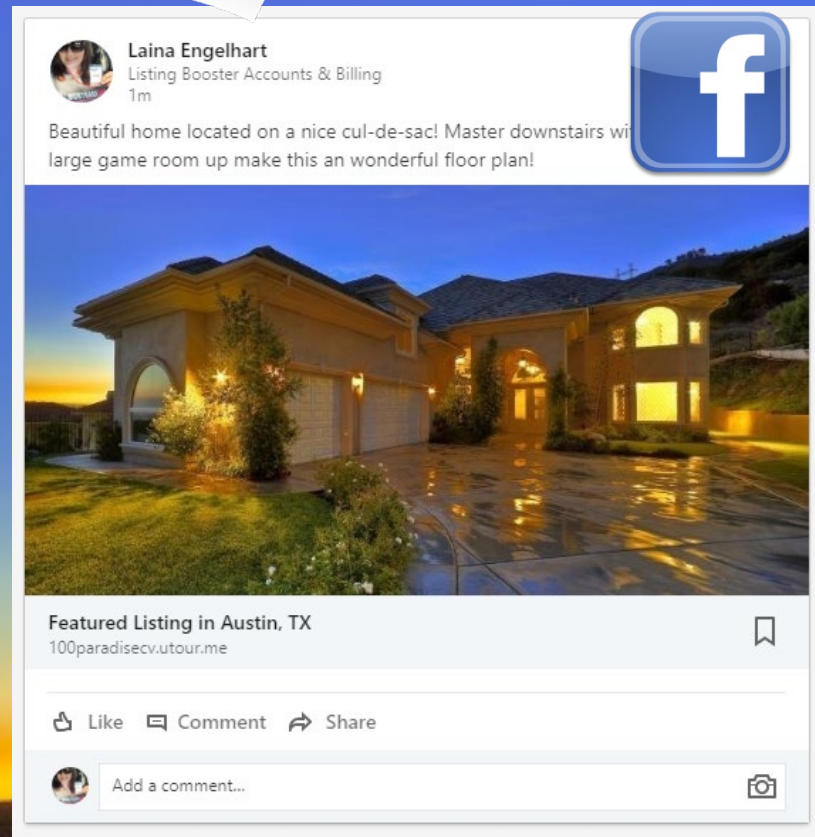 Laina Engelhart
Listing Booster Accounts & Billing
1m
Beautiful home located on a nice cul-de-sac! Master downstairs
large game room up make this an wonderful floor plan!
f
Featured Listing in Austin, TX
100paradisecv.utour.me
Like Comment Share
Add a comment...